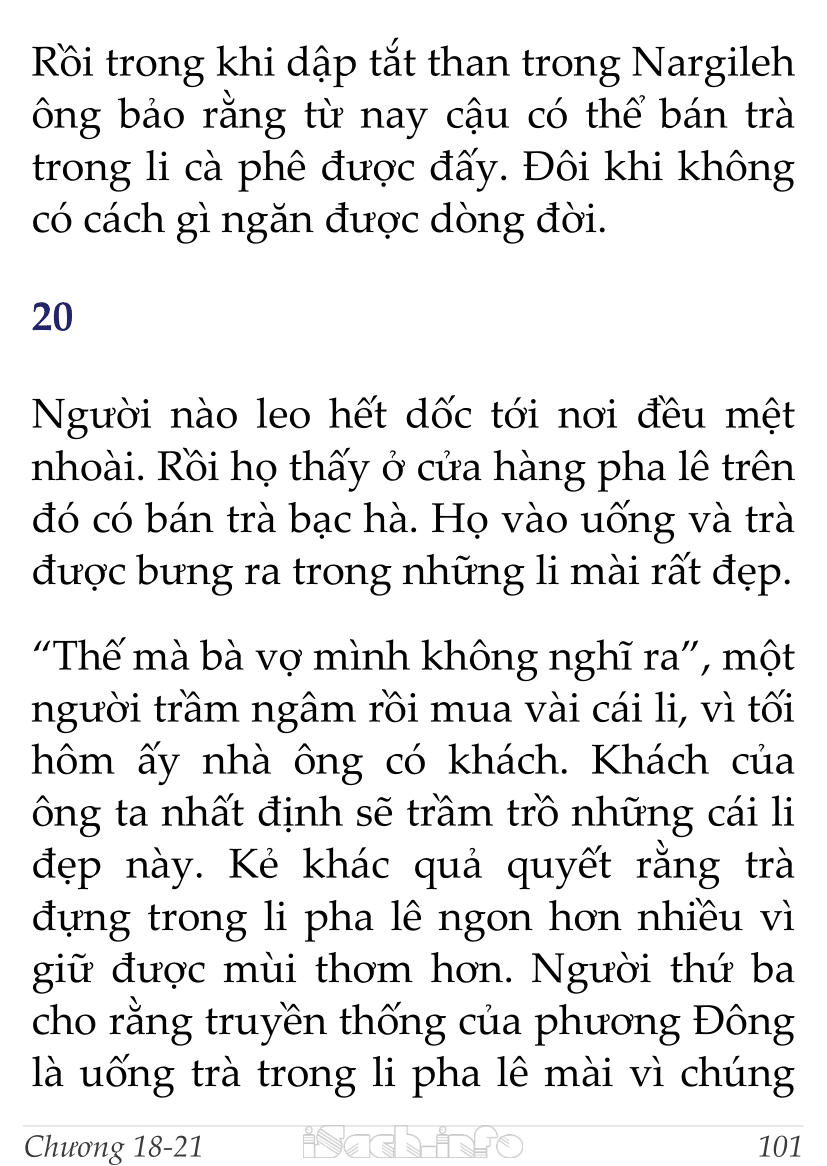 Rồi trong khi dập tắt than trong Nargileh
ông bảo rằng từ nay cậu có thể bán trà
trong li cà phê được đấy. Đôi khi không
có cách gì ngăn được dòng đời.
20
Người nào leo hết dốc tới nơi đều mệt
nhoài. Rồi họ thấy ở cửa hàng pha lê trên
đó có bán trà bạc hà. Họ vào uống và trà
được bưng ra trong những li mài rất đẹp.
“Thế mà bà vợ mình không nghĩ ra”, một
người trầm ngâm rồi mua vài cái li, vì tối
hôm ấy nhà ông có khách. Khách của
ông ta nhất định sẽ trầm trồ những cái li
đẹp này. Kẻ khác quả quyết rằng trà
đựng trong li pha lê ngon hơn nhiều vì
giữ được mùi thơm hơn. Người thứ ba
cho rằng truyền thống của phương Đông
là uống trà trong li pha lê mài vì chúng
Chương 18-21 iSach.info 101